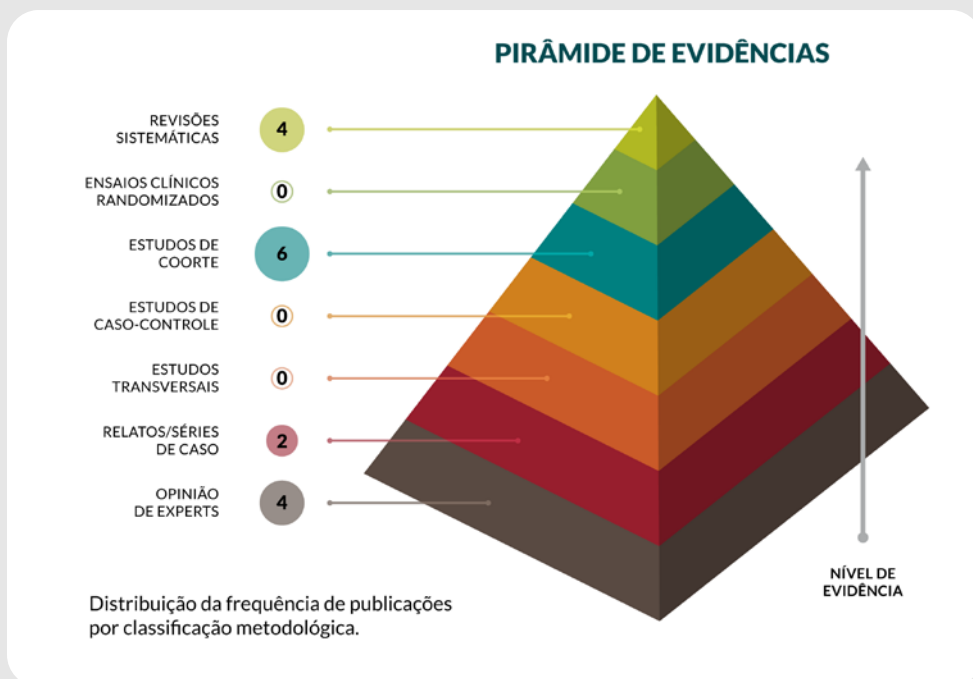 PIRÂMIDE DE EVIDÊNCIAS
REVISÕES
SISTEMÁTICAS
4
ENSAIOS CLÍNICOS
RANDOMIZADOS
0
ESTUDOS DE
COORTE
6
ESTUDOS DE
CASO-CONTROLE
0
ESTUDOS
TRANSVERSAIS
0
RELATOS/SÉRIES
DE CASO
2
OPINIÃO
DE EXPERTS
4
NÍVEL DE
EVIDÊNCIA
Distribuição da frequência de publicações
por classificação metodológica.